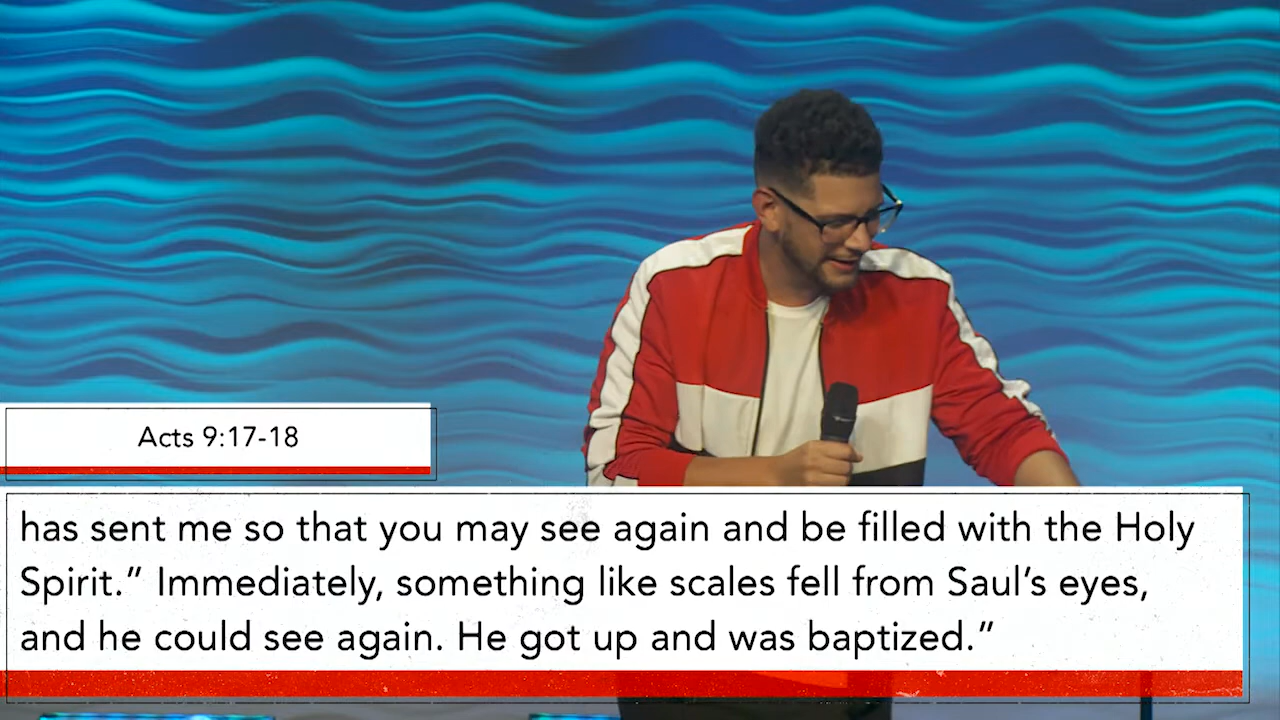 Acts 9:17-18
has sent me so that you may see again and be filled with the Holy
Spirit.” Immediately, something like scales fell from Saul’s eyes,
and he could see again. He got up and was baptized.”